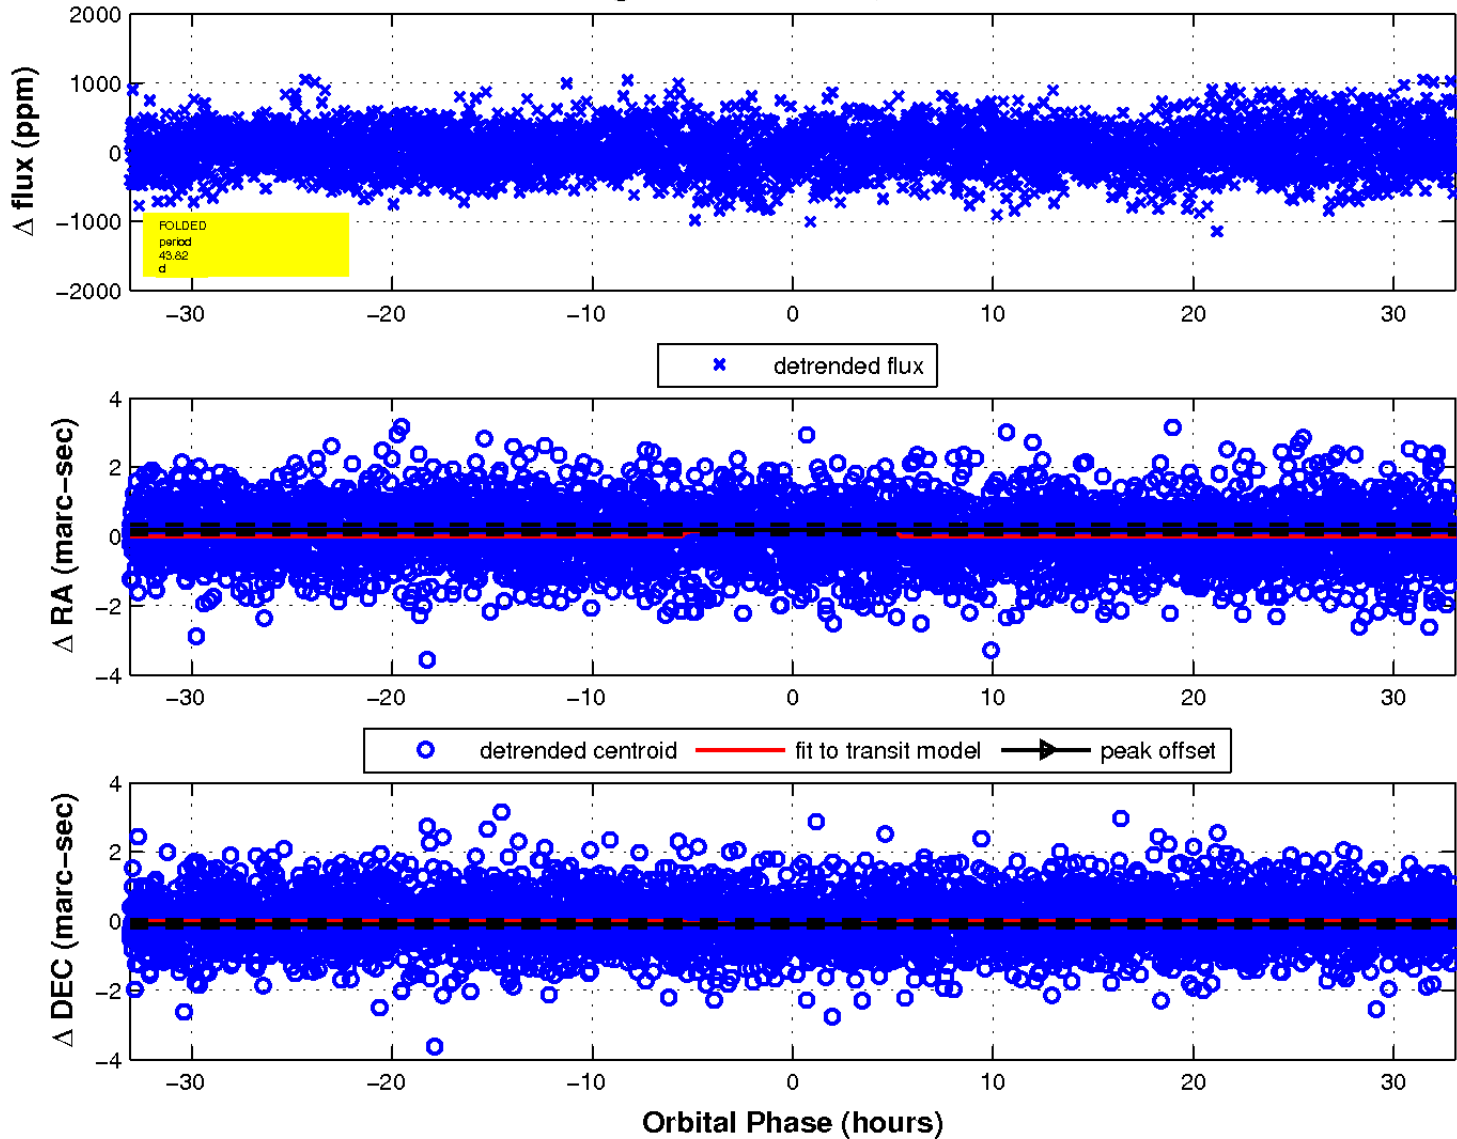 2000
1000
0
−1000
−2000
Δ flux (ppm)
FOLDED
period
43.82
d
−30 −20 −10 0 10 20 30
detrended flux
4
2
0
−2
−4
Δ RA (marc−sec)
−30 −20 −10 0 10 20 30
detrended centroid fit to transit model peak offset
4
2
0
−2
−4
Δ DEC (marc−sec)
−30 −20 −10 0 10 20 30
Orbital Phase (hours)